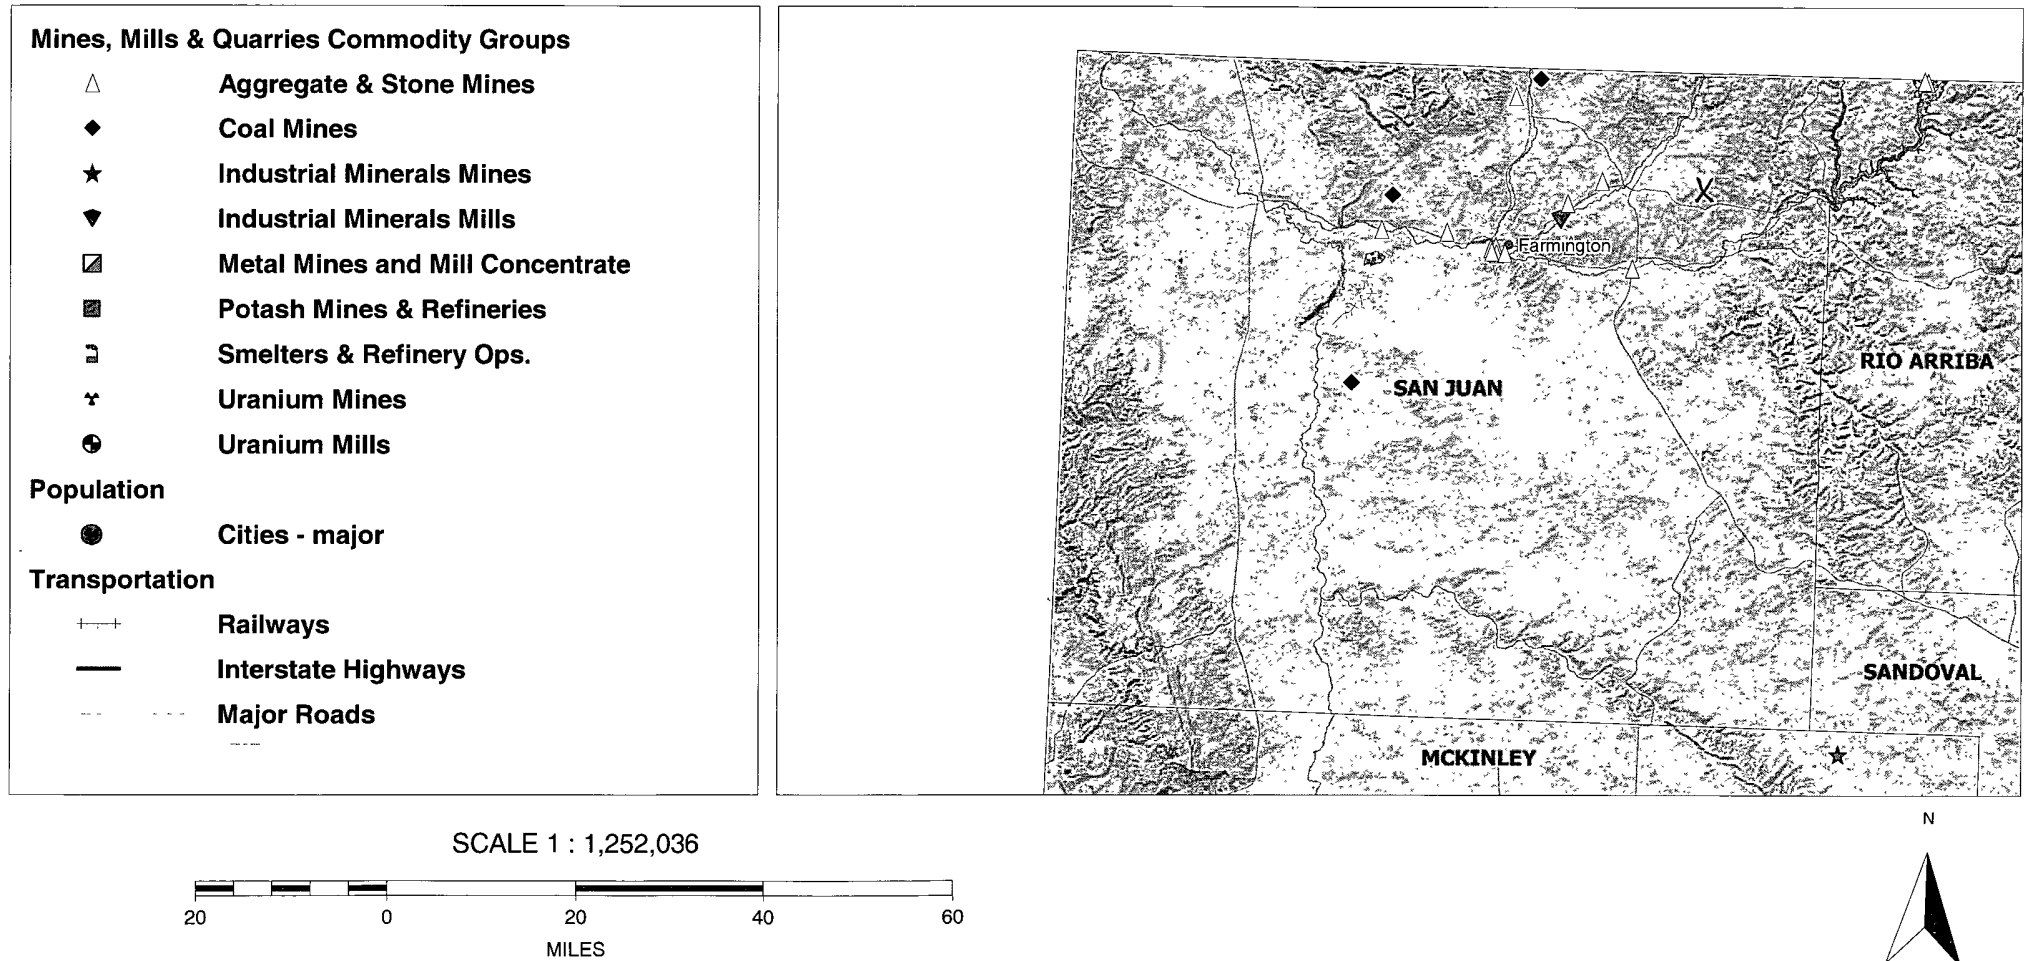 Mines, Mills & Quarries Commodity Groups
Aggregate & Stone Mines
Coal Mines
Industrial Minerals Mines
Industrial Minerals Mills
Metal Mines and Mill Concentrate
Potash Mines & Refineries
Smelters & Refinery Ops.
Uranium Mines
Uranium Mills
Population
Cities - major
Transportation
Railways
Interstate Highways
Major Roads
X
Farmington
RIO ARRIBA
SAN JUAN
SANDOVAL
MCKINLEY
SCALE 1 : 1,252,036
20 0 20 40 60
MILES
N